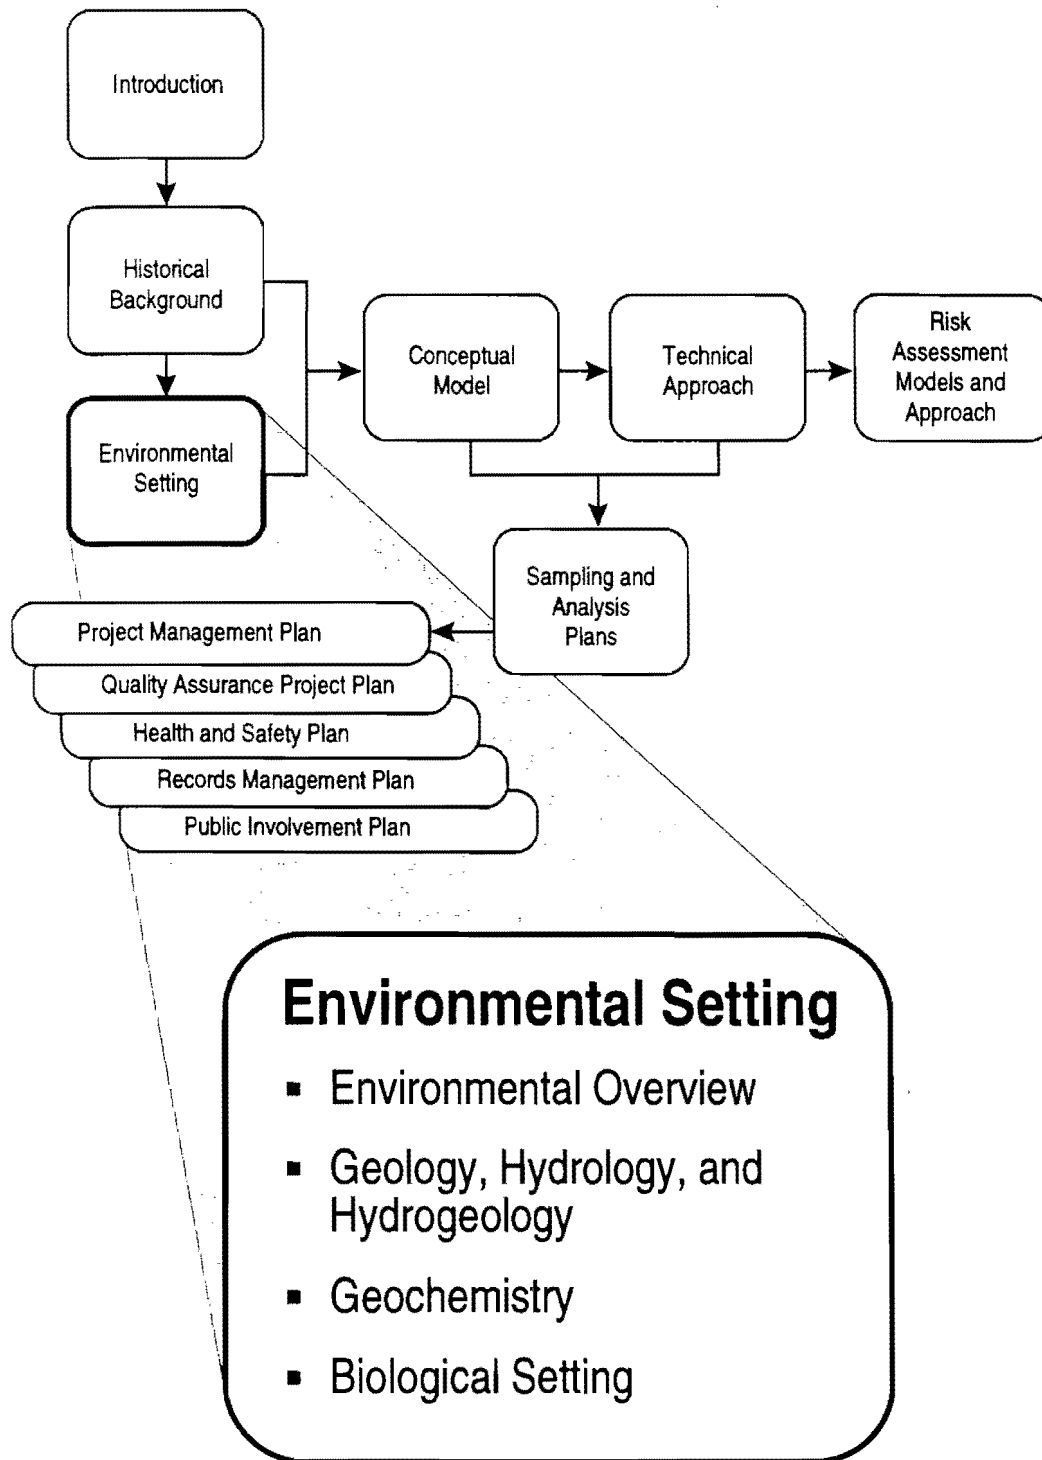 Introduction
Historical
Background
Environmental
Setting
Conceptual
Model
Technical
Approach
Risk
Assessment
Models and
Approach
Sampling and
Analysis
Plans
Project Management Plan
Quality Assurance Project Plan
Health and Safety Plan
Records Management Plan
Public Involvement Plan
Environmental Setting
▪ Environmental Overview
▪ Geology, Hydrology, and
Hydrogeology
▪ Geochemistry
▪ Biological Setting